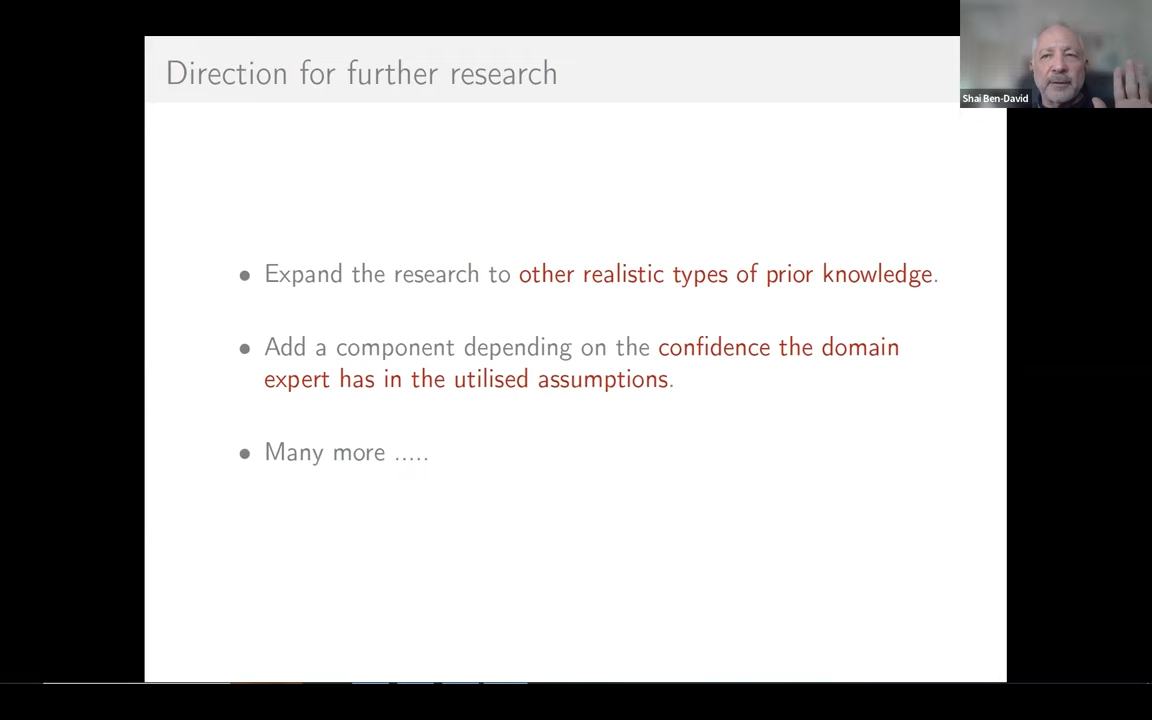 Direction for further research
Shai Ben-David
• Expand the research to other realistic types of prior knowledge.
• Add a component depending on the confidence the domain
expert has in the utilised assumptions.
• Many more .....